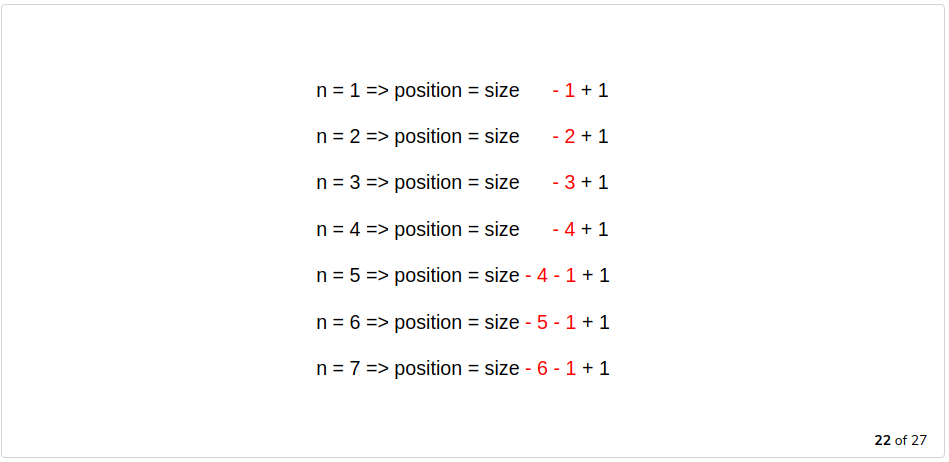 n = 1 => position = size - 1 + 1
n = 2 => position = size - 2 + 1
n = 3 => position = size - 3 + 1
n = 4 => position = size - 4 + 1
n = 5 => position = size - 4 - 1 + 1
n = 6 => position = size - 5 - 1 + 1
n = 7 => position = size - 6 - 1 + 1
22 of 27